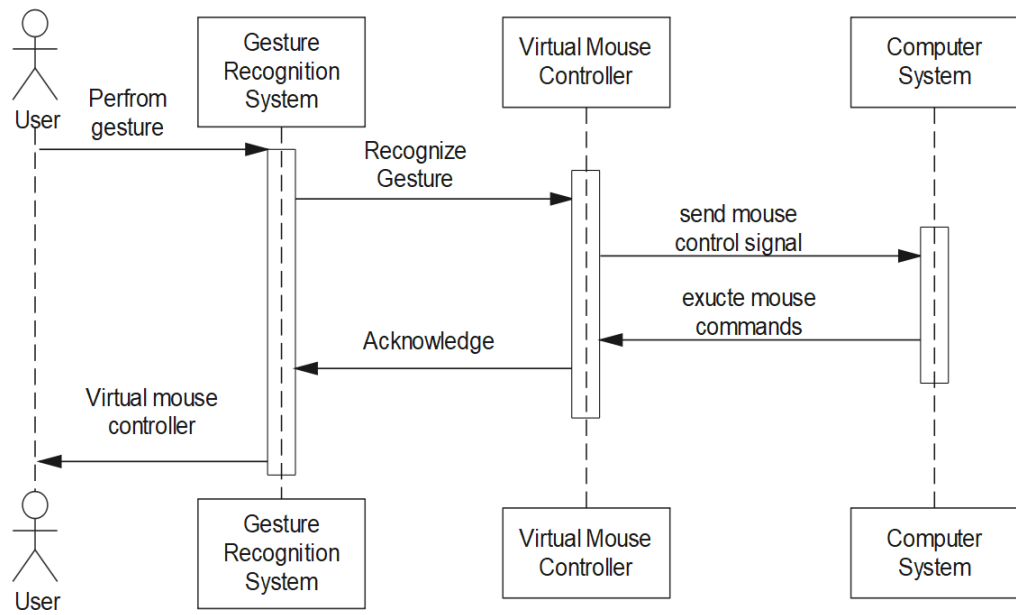 User
Gesture
Recognition
System
Virtual Mouse
Controller
Computer
System
Perfrom
gesture
Recognize
Gesture
send mouse
control signal
exucte mouse
commands
Acknowledge
Virtual mouse
controller
User
Gesture
Recognition
System
Virtual Mouse
Controller
Computer
System